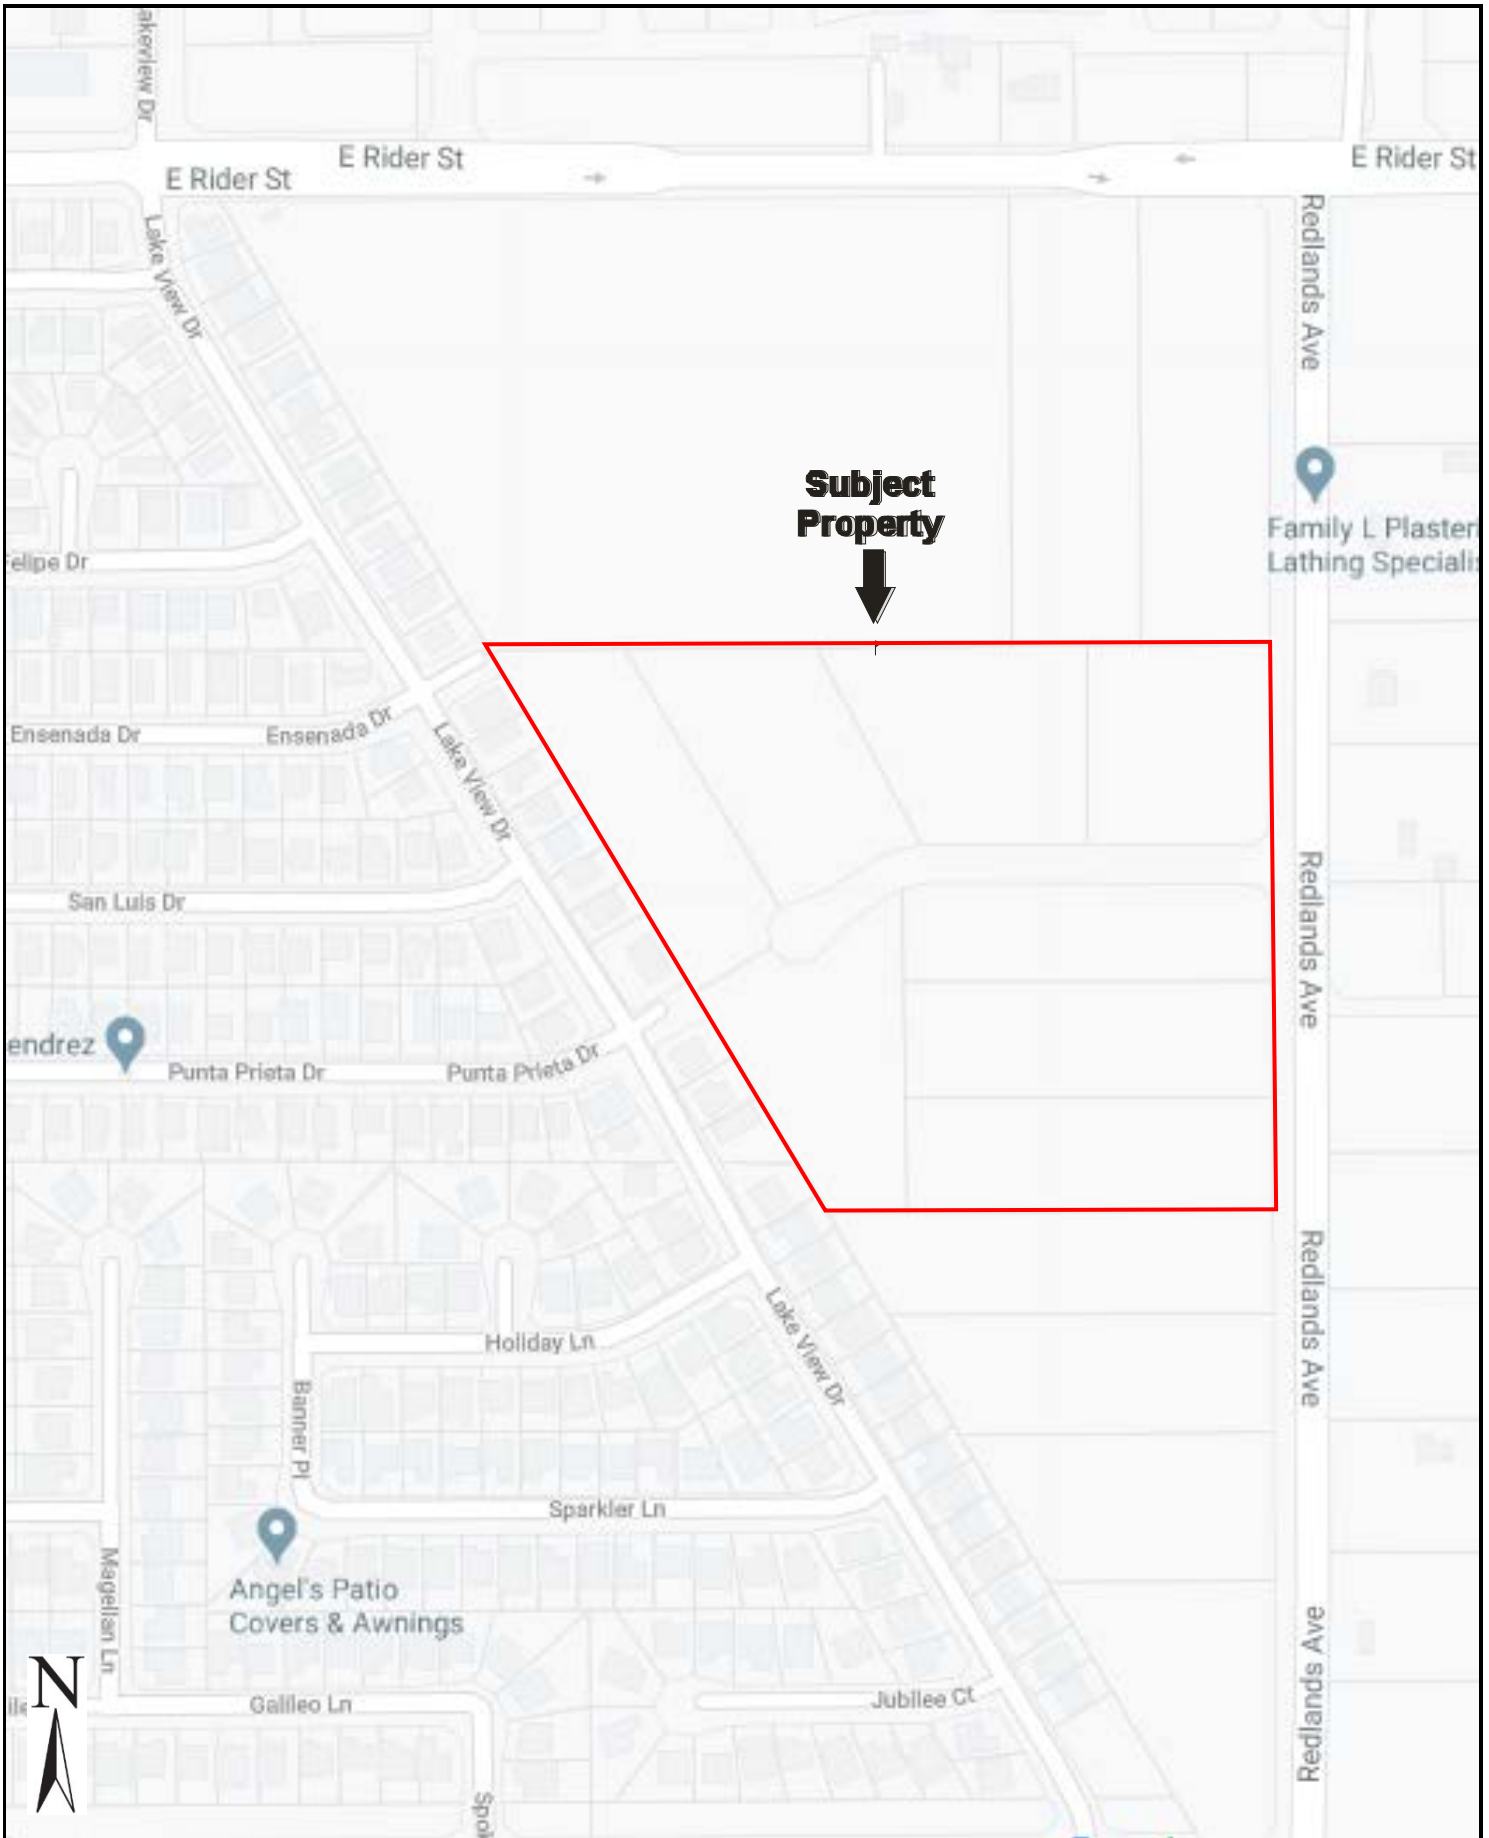 akeview Dr
E Rider St
E Rider St
E Rider St
Lake View Dr
Redlands Ave
Subject
Property
Family L Plasteri
Lathing Specialis
Felipe Dr
Ensenada Dr
Ensenada Dr
Lake View Dr
San Luis Dr
Redlands Ave
endrez
Punta Prieta Dr
Punta Prieta Dr
Redlands Ave
Lake View Dr
Holiday Ln
Banner Pl
Sparkler Ln
Magellan Ln
Angel's Patio
Covers & Awnings
Redlands Ave
N
Galileo Ln
Jubilee Ct